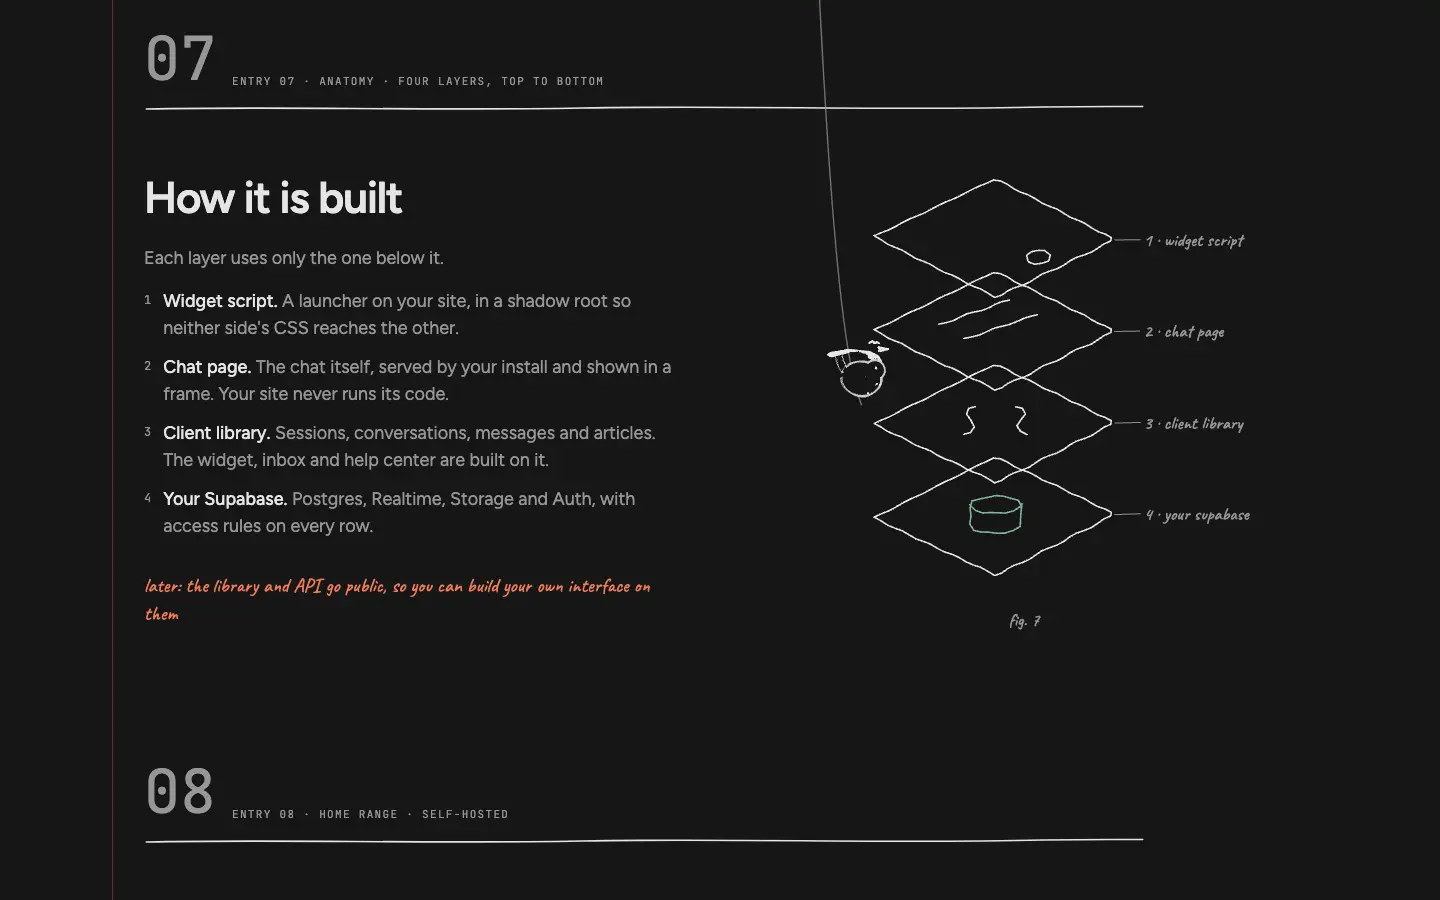 07
ENTRY 07 · ANATOMY · FOUR LAYERS, TOP TO BOTTOM
How it is built
Each layer uses only the one below it.
1 Widget script. A launcher on your site, in a shadow root so
neither side's CSS reaches the other.
2 Chat page. The chat itself, served by your install and shown in a
frame. Your site never runs its code.
3 Client library. Sessions, conversations, messages and articles.
The widget, inbox and help center are built on it.
4 Your Supabase. Postgres, Realtime, Storage and Auth, with
access rules on every row.
later: the library and API go public, so you can build your own interface on
them
1 · widget script
2 · chat page
3 · client library
4 · your supabase
fig. 7
08
ENTRY 08 · HOME RANGE · SELF-HOSTED